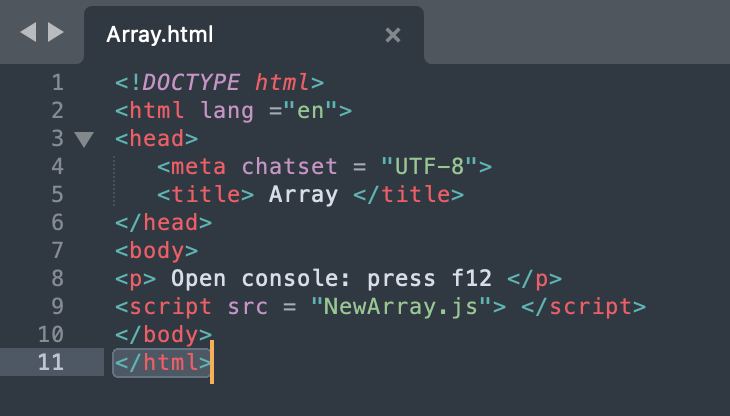 Array.html
1 <!DOCTYPE html>
2 <html lang ="en">
3 <head>
4 <meta chatset = "UTF-8">
5 <title> Array </title>
6 </head>
7 <body>
8 <p> Open console: press f12 </p>
9 <script src = "NewArray.js"> </script>
10 </body>
11 </html>